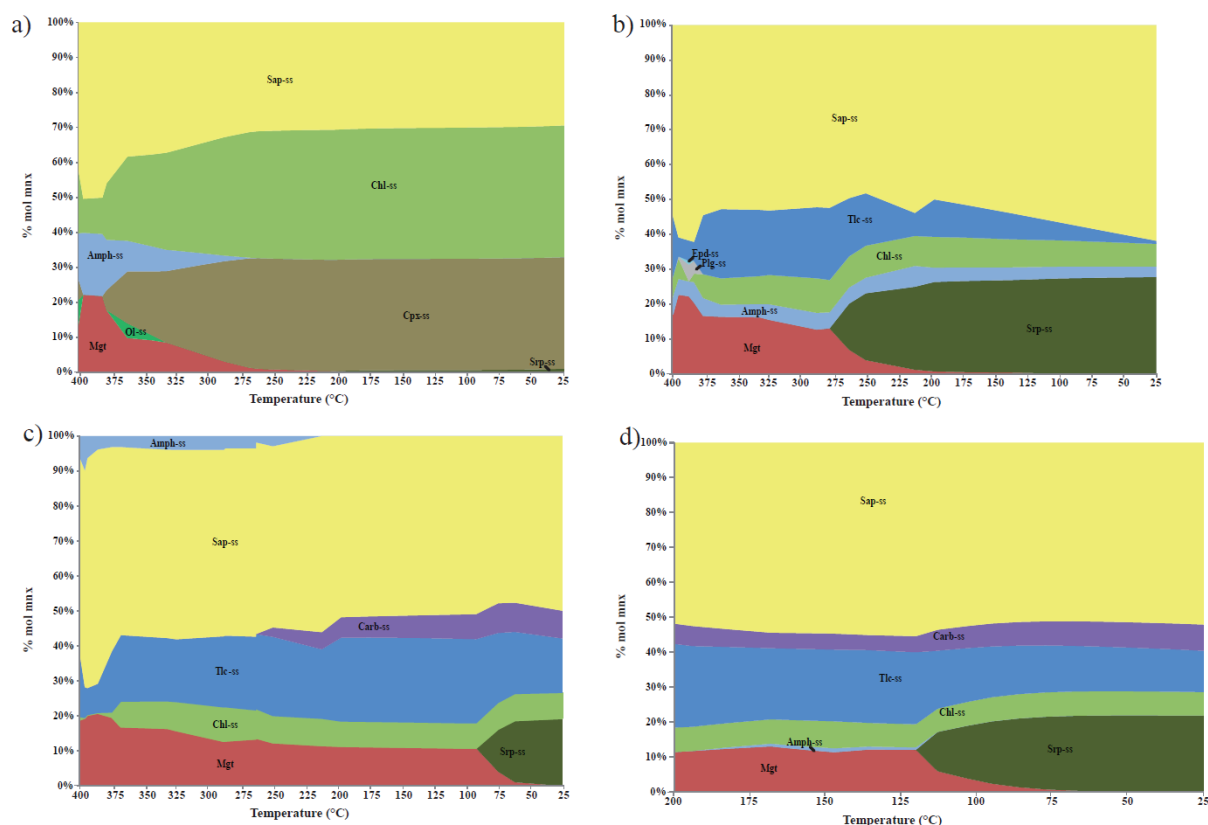 a)
% mol mnx
100%
90%
80%
70%
60%
50%
40%
30%
20%
10%
0%
Sap-ss
Chl-ss
Amph-ss
Cpx-ss
Ol-ss
Mgt
Srp-ss
400 375 350 325 300 275 250 225 200 175 150 125 100 75 50 25
Temperature (°C)
b)
% mol mnx
100%
90%
80%
70%
60%
50%
40%
30%
20%
10%
0%
Sap-ss
Tlc-ss
Epd-ss
Plg-ss
Chl-ss
Amph-ss
Srp-ss
Mgt
400 375 350 325 300 275 250 225 200 175 150 125 100 75 50 25
Temperature (°C)
c)
% mol mnx
100%
90%
80%
70%
60%
50%
40%
30%
20%
10%
0%
Amph-ss
Sap-ss
Carb-ss
Tlc-ss
Chl-ss
Srp-ss
Mgt
400 375 350 325 300 275 250 225 200 175 150 125 100 75 50 25
Temperature (°C)
d)
% mol mnx
100%
90%
80%
70%
60%
50%
40%
30%
20%
10%
0%
Sap-ss
Carb-ss
Tlc-ss
Chl-ss
Amph-ss
Srp-ss
Mgt
200 175 150 125 100 75 50 25
Temperature (°C)